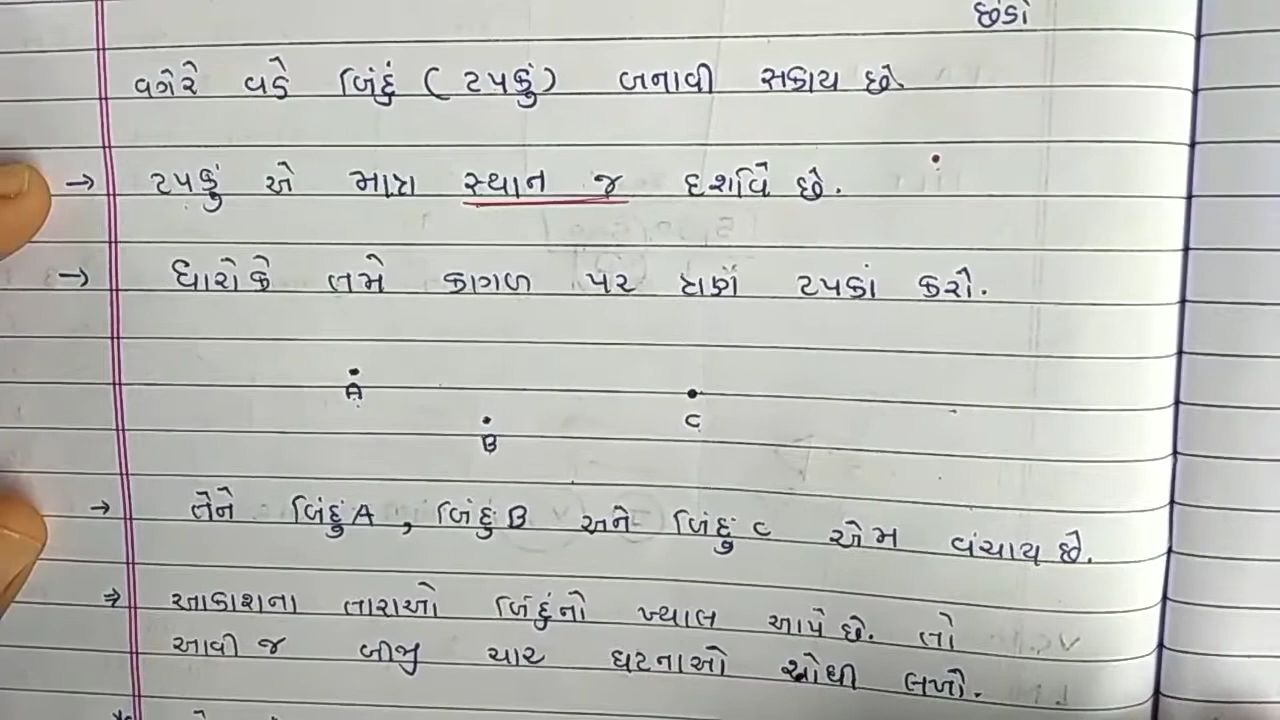 છેડા
વગેરે વડે બિંદુ (ટપકું) બનાવી સકાય છે.
→ ટપકું એ માત્ર સ્થાન જ દર્શાવે છે.
→ ધારોકે તમે કાગળ પર ત્રણ ટપકાં કરો.
A B C
→ તેને બિંદુ A, બિંદુ B અને બિંદુ C એમ વંચાય છે.
⇒ આકાશના તારાઓ બિંદુનો ખ્યાલ આપે છે. તો
આવી જ બીજી ચાર ઘટનાઓ શોધી લખો.